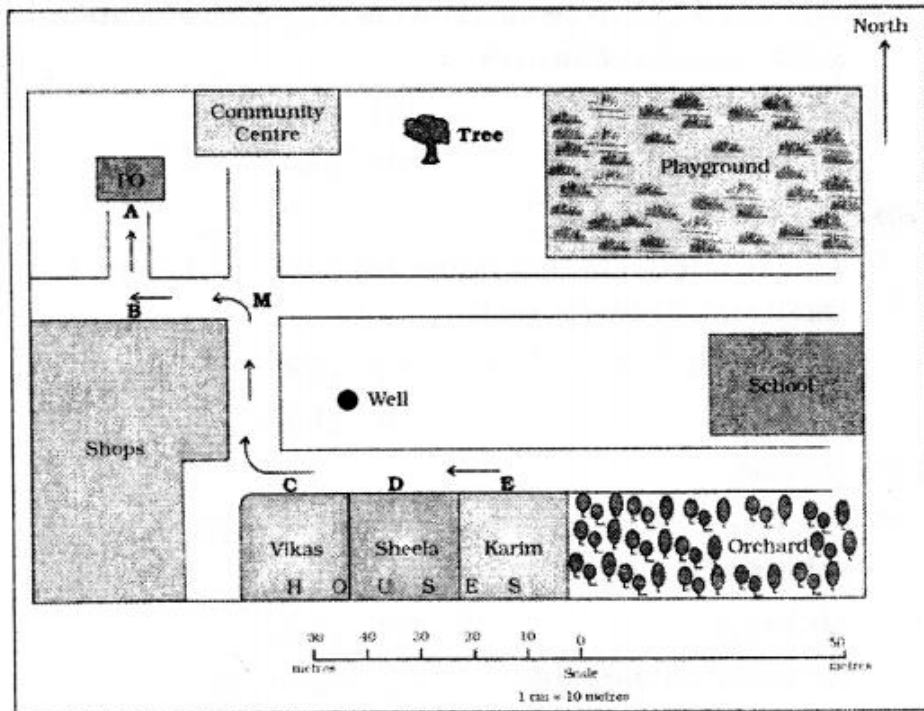 North
Community
Centre
Tree
Playground
PO
A
M
B
School
Well
Shops
C D E
Vikas Sheela Karim Orchard
H O U S E S
50 40 30 20 10 0 50
metres metres
Scale
1 cm = 10 metres